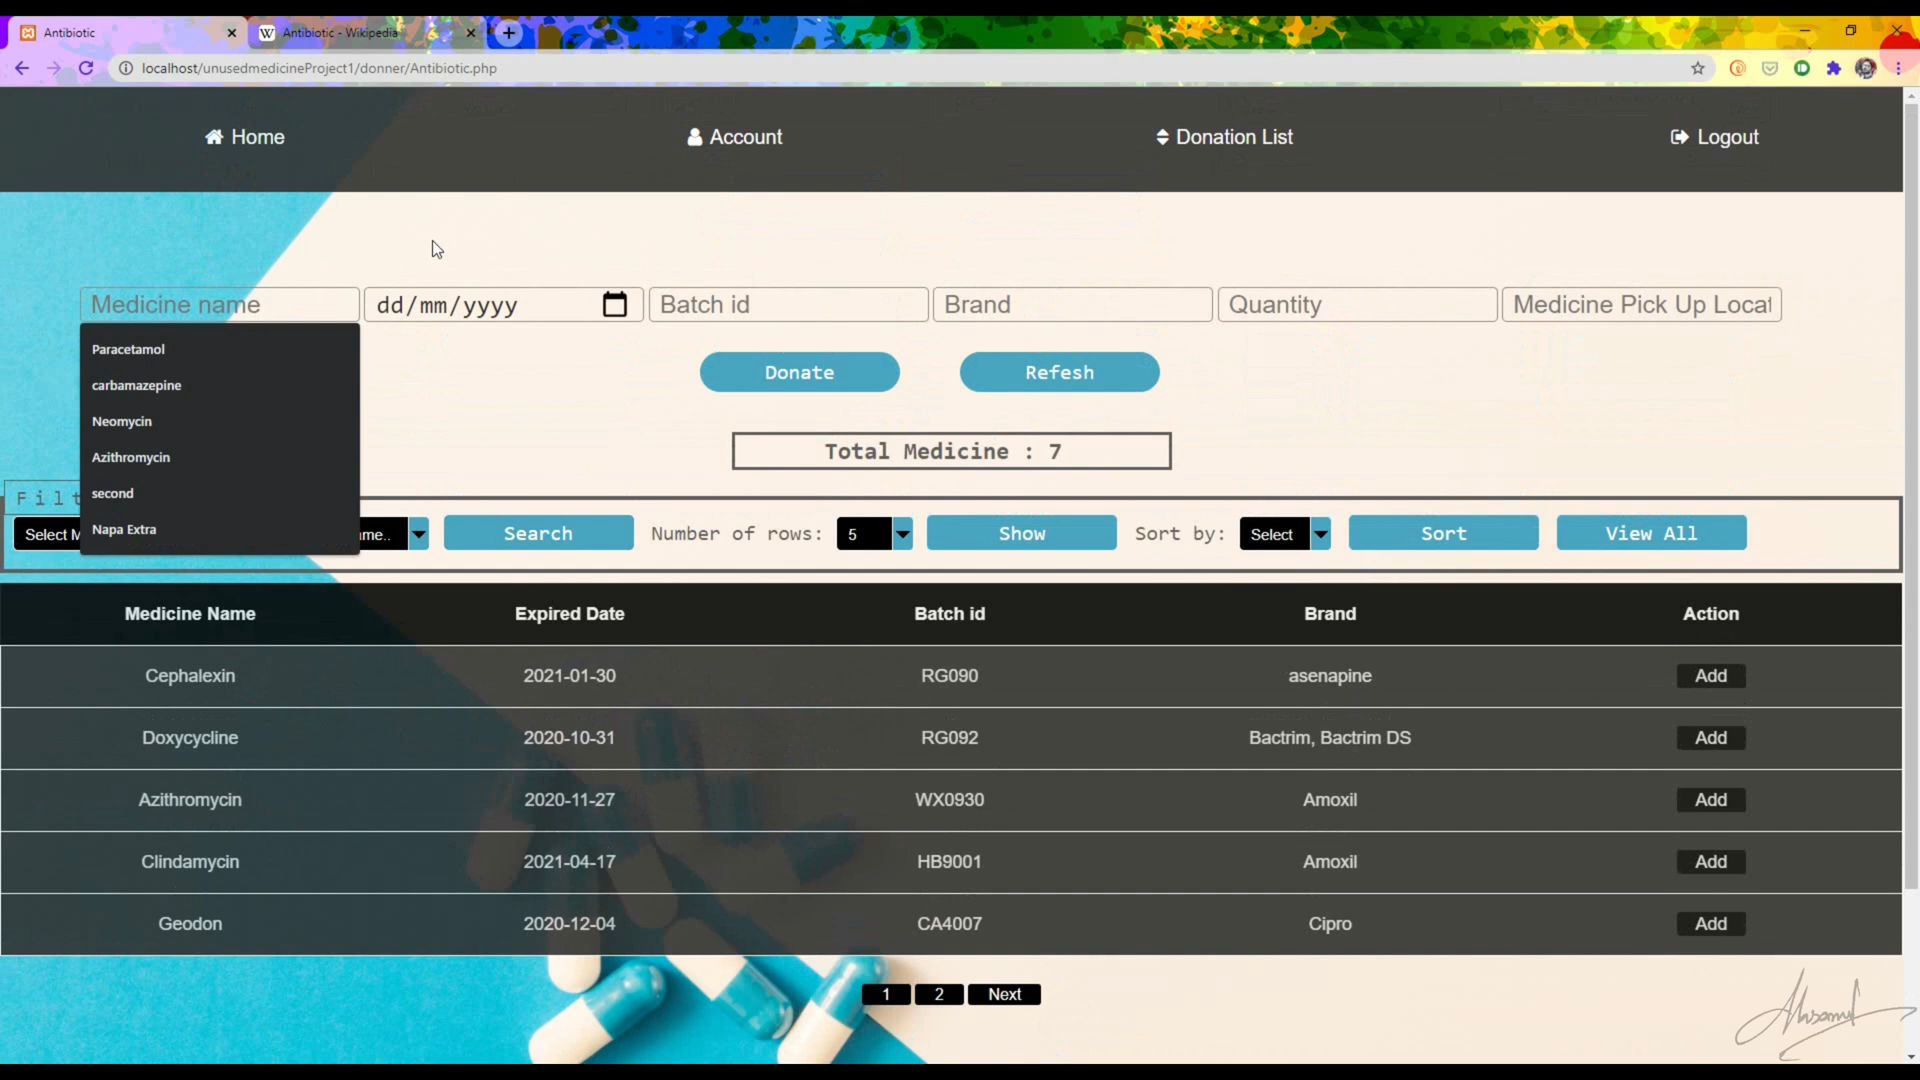 Antibiotic
Antibiotic - Wikipedia
localhost/unusedmedicineProject1/donner/Antibiotic.php
Home Account Donation List Logout
Medicine name dd/mm/yyyy Batch id Brand Quantity Medicine Pick Up Locat
Paracetamol
carbamazepine
Neomycin
Azithromycin
second
Napa Extra
Donate Refesh
Total Medicine : 7
Filt
Select M me.. Search Number of rows: 5 Show Sort by: Select Sort View All
Medicine Name Expired Date Batch id Brand Action
Cephalexin 2021-01-30 RG090 asenapine Add
Doxycycline 2020-10-31 RG092 Bactrim, Bactrim DS Add
Azithromycin 2020-11-27 WX0930 Amoxil Add
Clindamycin 2021-04-17 HB9001 Amoxil Add
Geodon 2020-12-04 CA4007 Cipro Add
1 2 Next